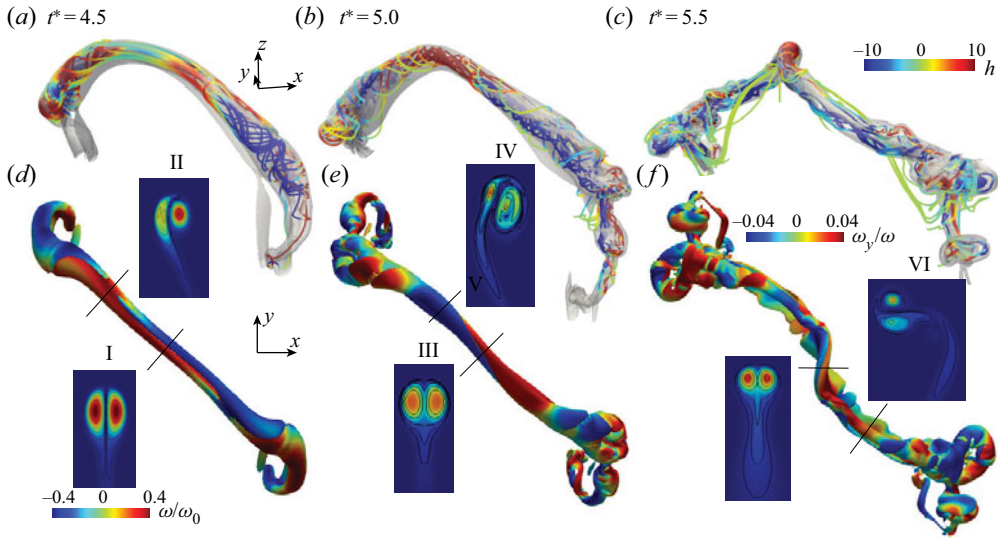 (a) t* = 4.5
(b) t* = 5.0
(c) t* = 5.5
z
y
x
–10 0 10
h
(d)
II
(e)
IV
(f)
–0.04 0 0.04
ω_y/ω
VI
V
y
x
I
III
–0.4 0 0.4
ω/ω_0